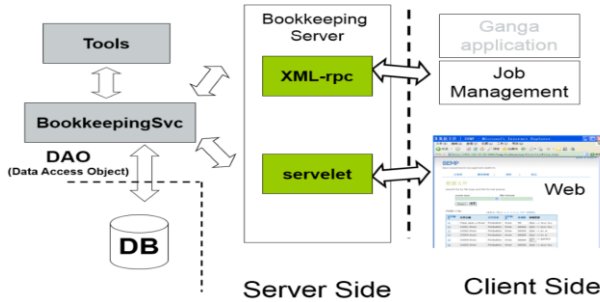 Tools
BookkeepingSvc
DAO
(Data Access Object)
DB
Bookkeeping
Server
XML-rpc
servelet
Server Side
Ganga
application
Job
Management
Web
Client Side